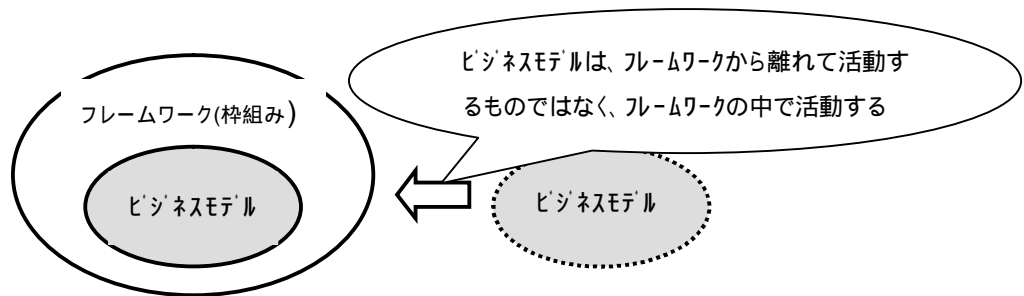 ﾋﾞｼﾞﾈｽﾓﾃﾞﾙは、ﾌﾚｰﾑﾜｰｸから離れて活動す
るものではなく、ﾌﾚｰﾑﾜｰｸの中で活動する
フレームワーク(枠組み)
ﾋﾞｼﾞﾈｽﾓﾃﾞﾙ
ﾋﾞｼﾞﾈｽﾓﾃﾞﾙ